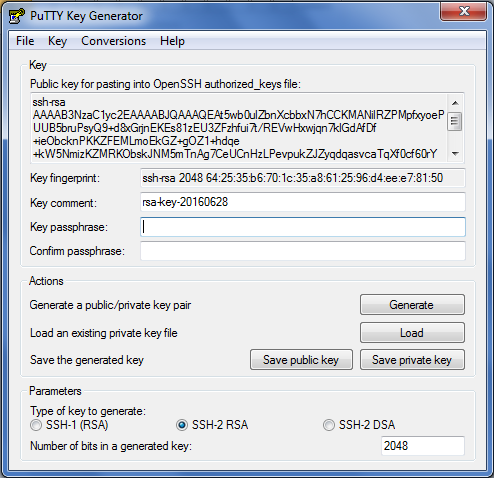 PuTTY Key Generator
File Key Conversions Help
Key
Public key for pasting into OpenSSH authorized_keys file:
ssh-rsa
AAAAB3NzaC1yc2EAAAABJQAAAQEAt5wb0ulZbnXcbbxN7hCCKMANilRZPMpfxyoeP
UUB5bruPsyQ9+d8xGrjnEKEs81zEU3ZFzhfui7t/REVwHxwjqn7klGdAfDf
+ieObcknPKKZFEMLmoEkGZ+gOZ1+hdqe
+kW5NmizKZMRKObskJNM5mTnAg7CeUCnHzLPevpukZJZyqdqasvcaTqXf0cf60rY
Key fingerprint: ssh-rsa 2048 64:25:35:b6:70:1c:35:a8:61:25:96:d4:ee:e7:81:50
Key comment: rsa-key-20160628
Key passphrase:
Confirm passphrase:
Actions
Generate a public/private key pair Generate
Load an existing private key file Load
Save the generated key Save public key Save private key
Parameters
Type of key to generate:
SSH-1 (RSA) SSH-2 RSA SSH-2 DSA
Number of bits in a generated key: 2048